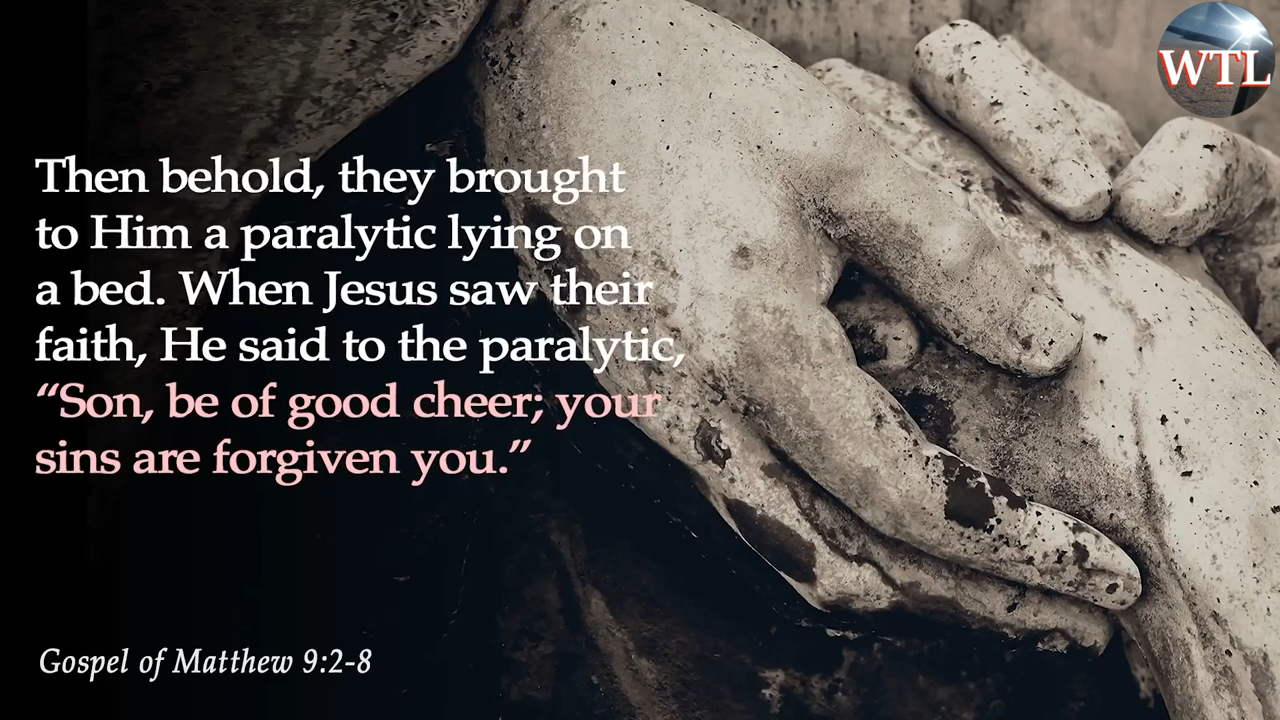 WTL
Then behold, they brought
to Him a paralytic lying on
a bed. When Jesus saw their
faith, He said to the paralytic,
“Son, be of good cheer; your
sins are forgiven you.”
Gospel of Matthew 9:2-8